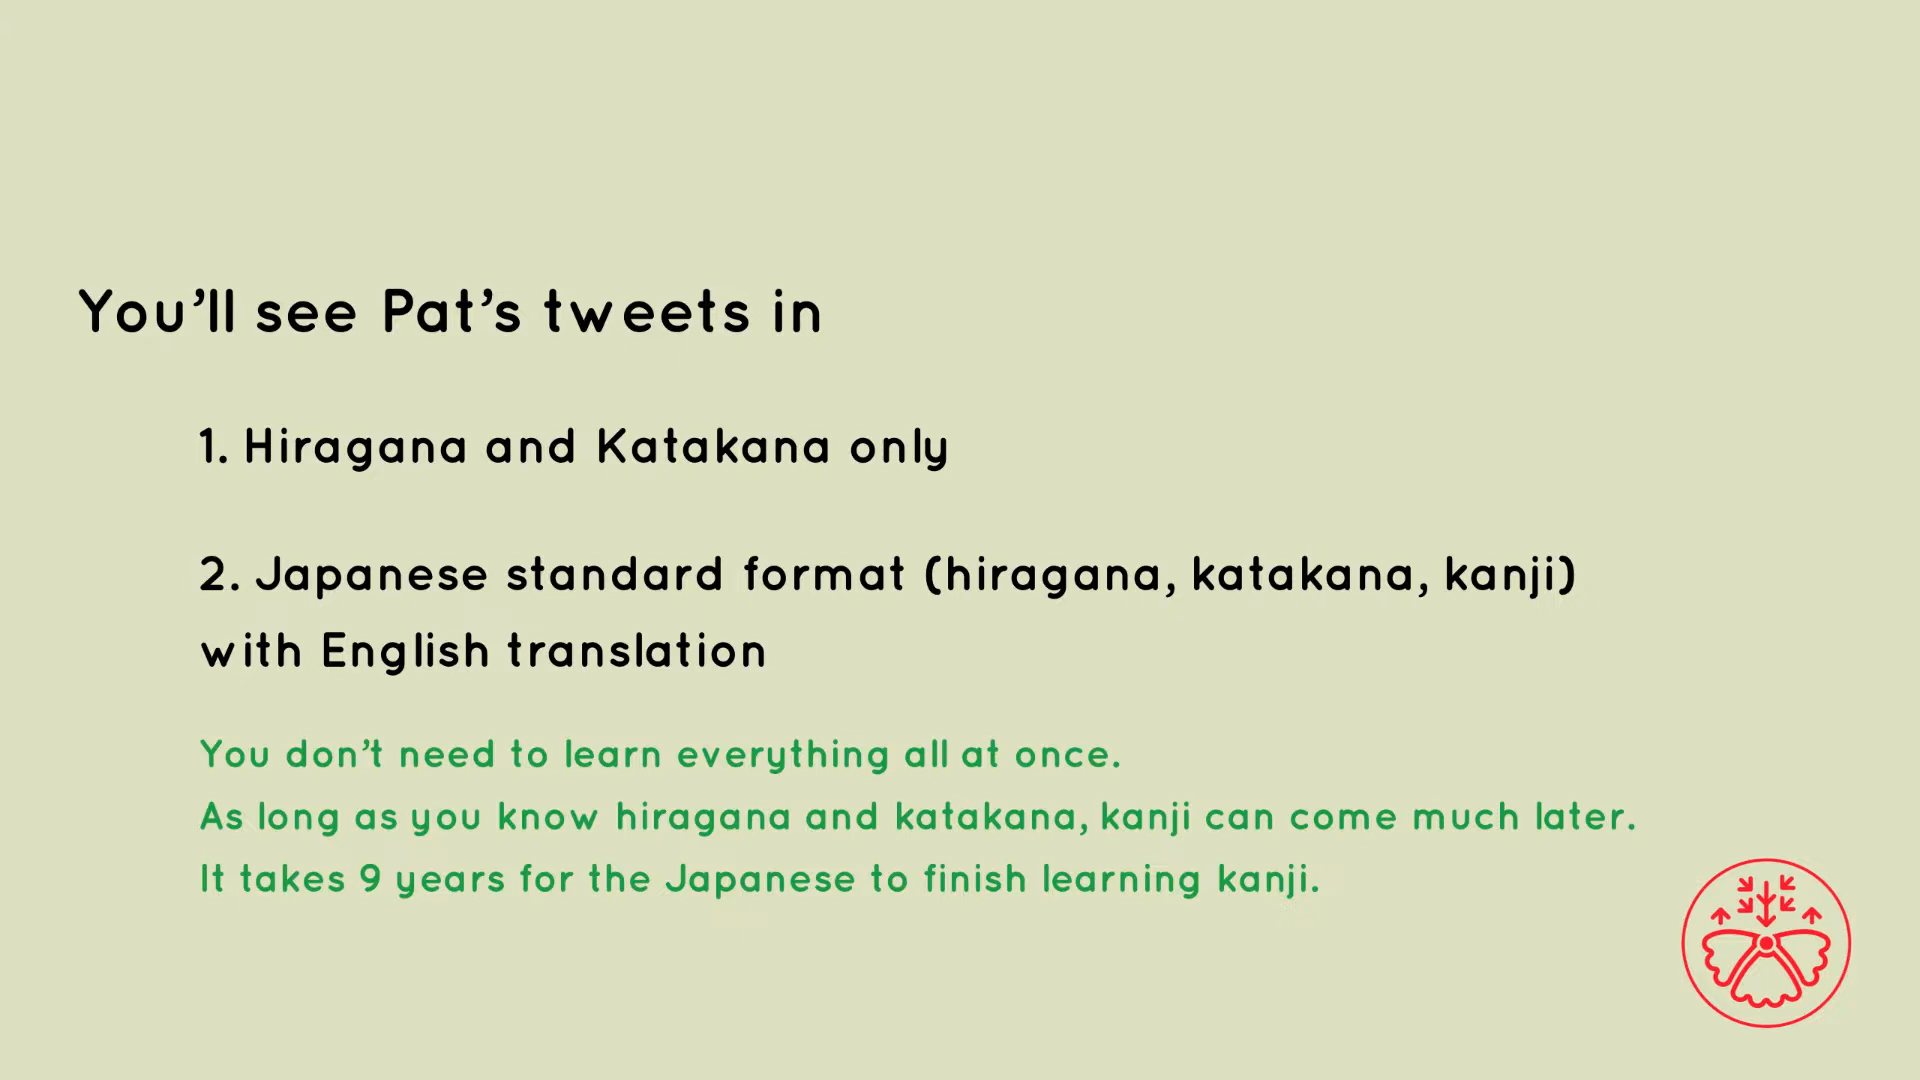 You’ll see Pat’s tweets in
1. Hiragana and Katakana only
2. Japanese standard format (hiragana, katakana, kanji)
with English translation
You don’t need to learn everything all at once.
As long as you know hiragana and katakana, kanji can come much later.
It takes 9 years for the Japanese to finish learning kanji.